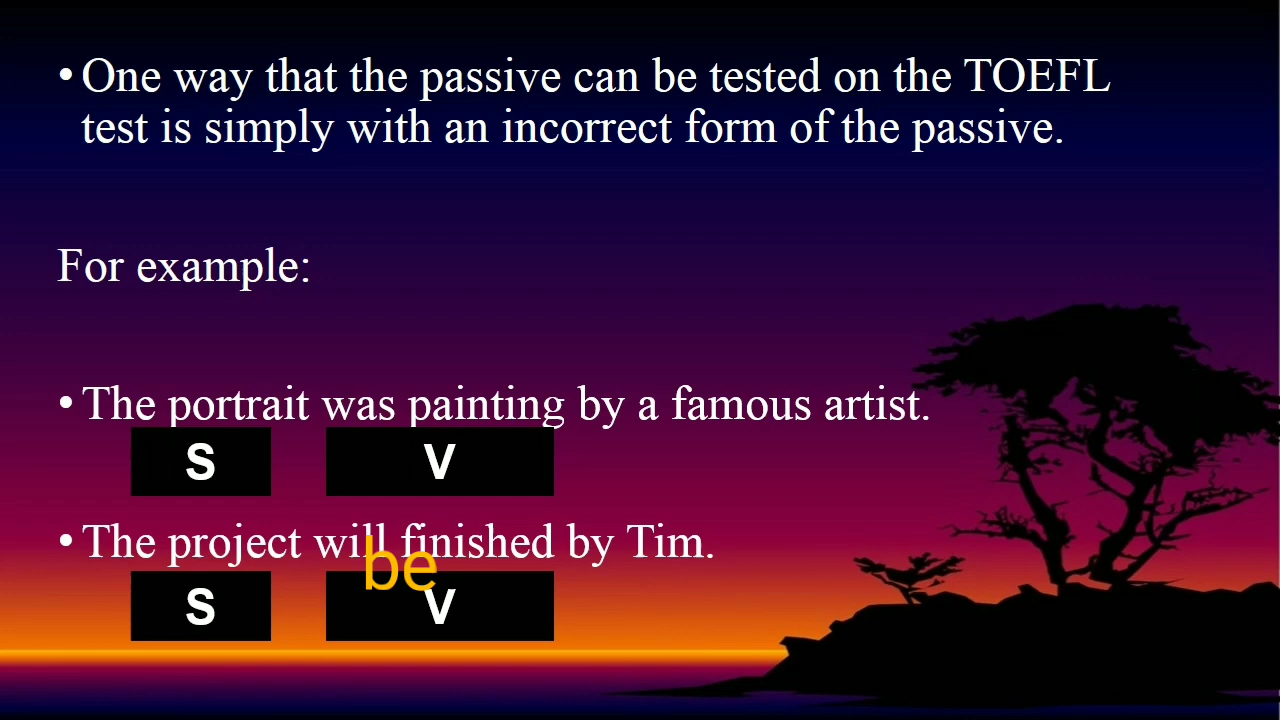 • One way that the passive can be tested on the TOEFL
test is simply with an incorrect form of the passive.
For example:
• The portrait was painting by a famous artist.
S V
• The project will finished by Tim.
be
S V